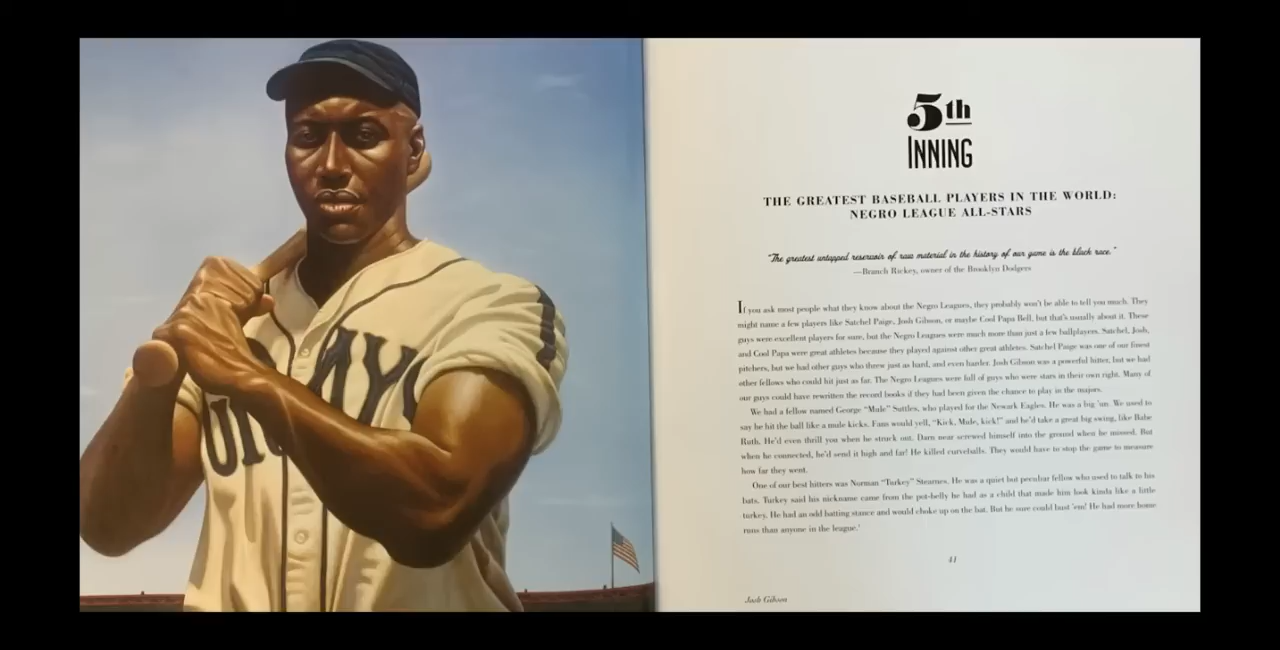 5th
INNING
THE GREATEST BASEBALL PLAYERS IN THE WORLD:
NEGRO LEAGUE ALL-STARS
"The greatest untapped reservoir of raw material in the history of our game is the black race."
—Branch Rickey, owner of the Brooklyn Dodgers
If you ask most people what they know about the Negro Leagues, they probably won't be able to tell you much. They
might name a few players like Satchel Paige, Josh Gibson, or maybe Cool Papa Bell, but that's usually about it. These
guys were excellent players for sure, but the Negro Leagues were much more than just a few ballplayers. Satchel, Josh,
and Cool Papa were great athletes because they played against other great athletes. Satchel Paige was one of our finest
pitchers, but we had other guys who threw just as hard, and even harder. Josh Gibson was a powerful hitter, but we had
other fellows who could hit just as far. The Negro Leagues were full of guys who were stars in their own right. Many of
our guys could have rewritten the record books if they had been given the chance to play in the majors.
We had a fellow named George "Mule" Suttles, who played for the Newark Eagles. He was a big 'un. We used to
say he hit the ball like a mule kicks. Fans would yell, "Kick, Mule, kick!" and he'd take a great big swing, like Babe
Ruth. He'd even thrill you when he struck out. Darn near screwed himself into the ground when he missed. But
when he connected, he'd send it high and far! He killed curveballs. They would have to stop the game to measure
how far they went.
One of our best hitters was Norman "Turkey" Stearnes. He was a quiet but peculiar fellow who used to talk to his
bats. Turkey said his nickname came from the pot-belly he had as a child that made him look kinda like a little
turkey. He had an odd batting stance and would choke up on the bat. But he sure could bust 'em! He had more home
runs than anyone in the league.
41
Josh Gibson